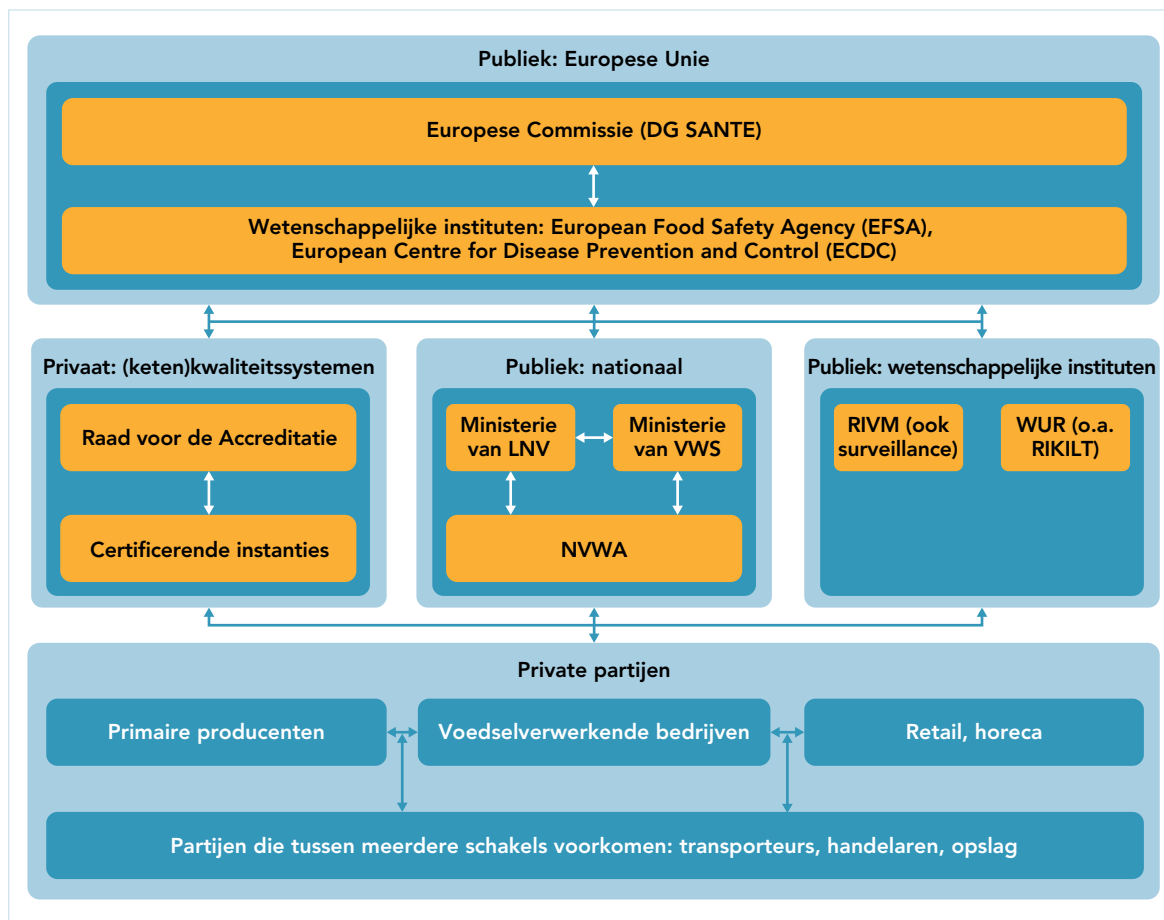 Publiek: Europese Unie
Europese Commissie (DG SANTE)
Wetenschappelijke instituten: European Food Safety Agency (EFSA),
European Centre for Disease Prevention and Control (ECDC)
Privaat: (keten)kwaliteitssystemen
Raad voor de Accreditatie
Certificerende instanties
Publiek: nationaal
Ministerie
van LNV
Ministerie
van VWS
NVWA
Publiek: wetenschappelijke instituten
RIVM (ook
surveillance)
WUR (o.a.
RIKILT)
Private partijen
Primaire producenten
Voedselverwerkende bedrijven
Retail, horeca
Partijen die tussen meerdere schakels voorkomen: transporteurs, handelaren, opslag